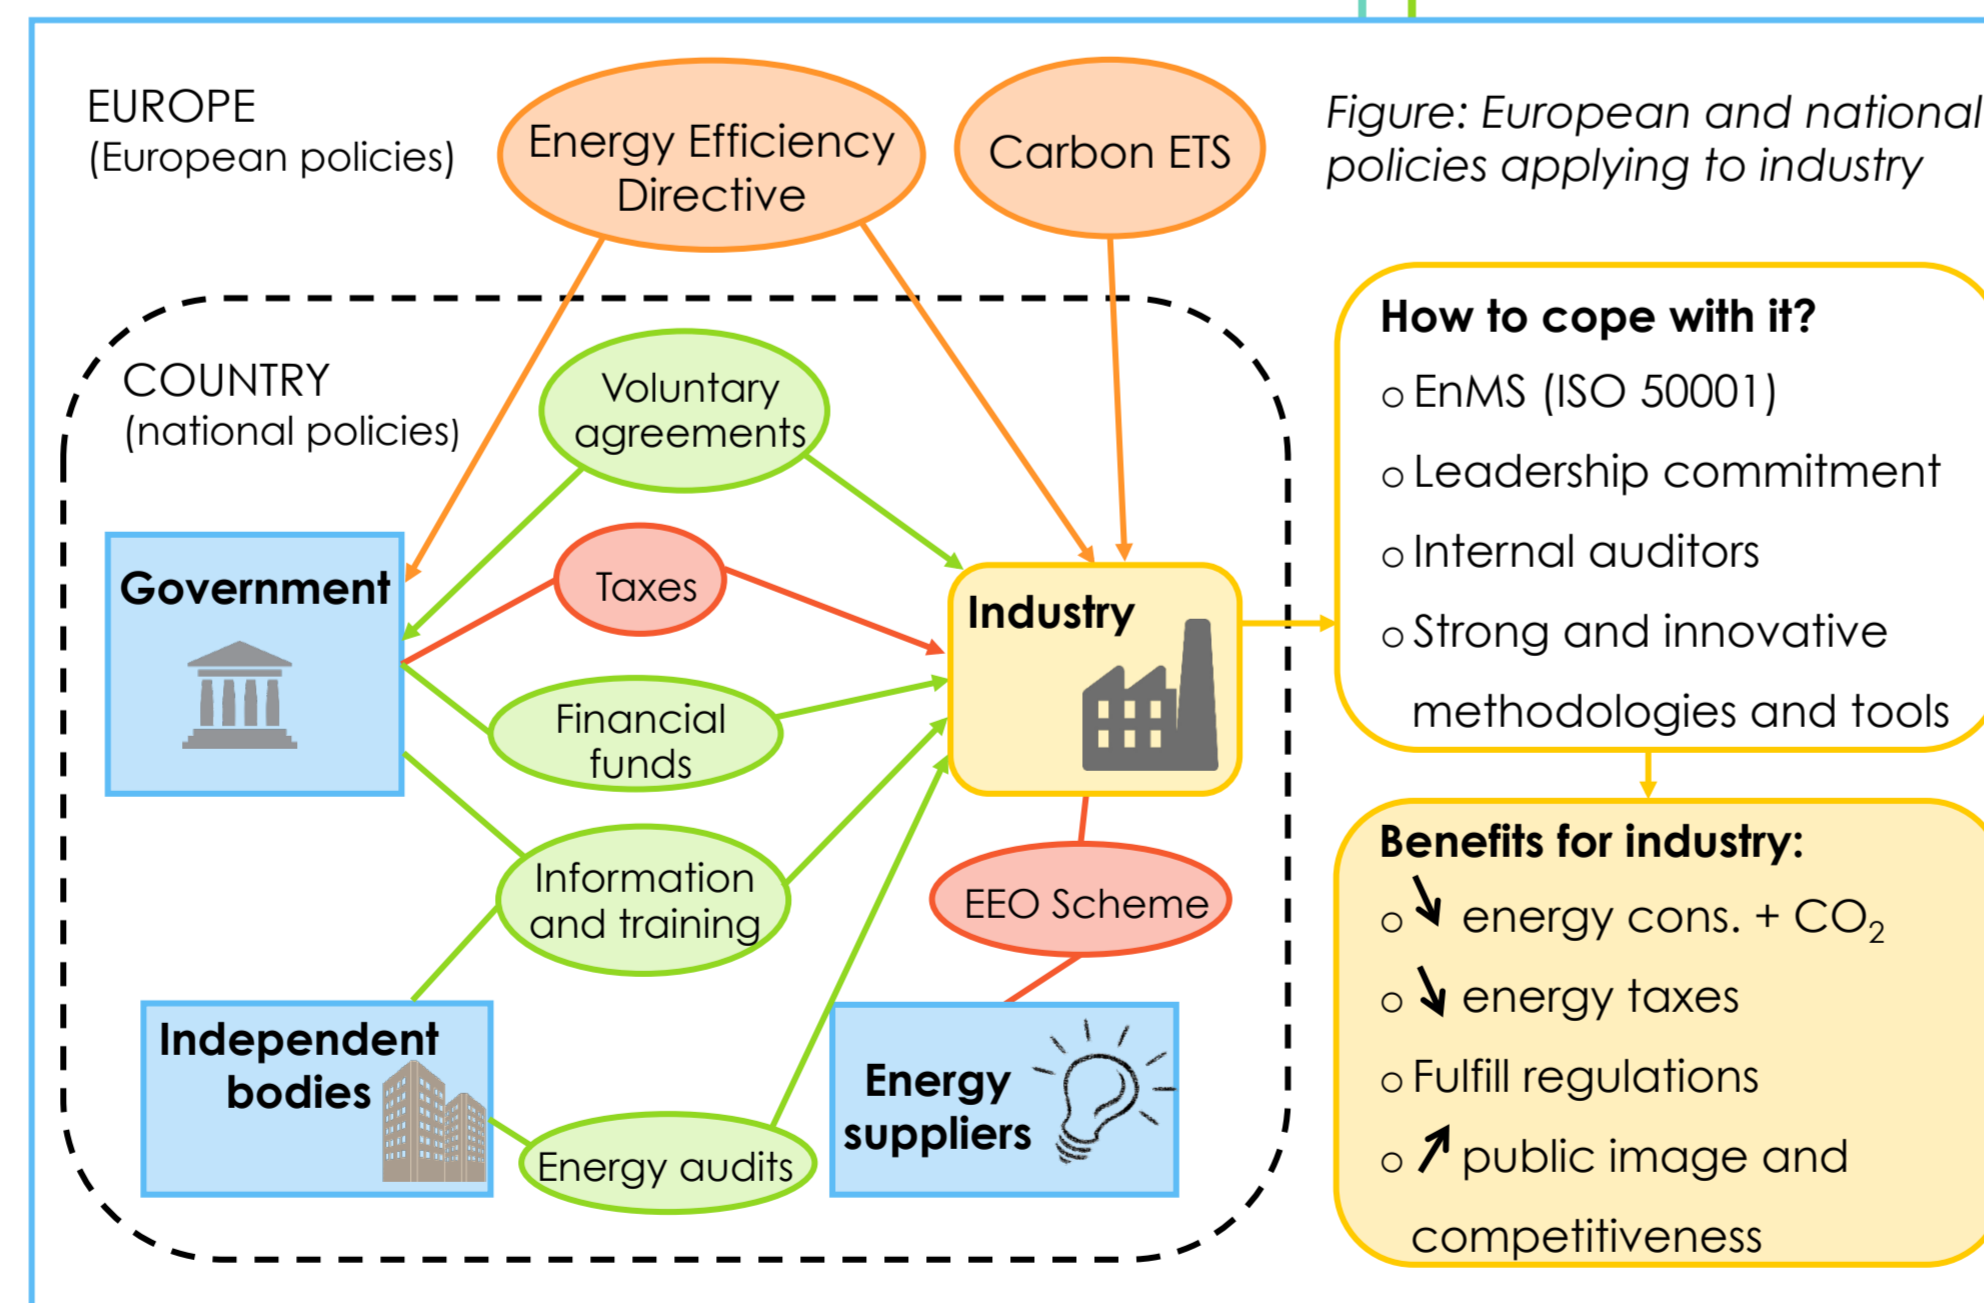 EUROPE
(European policies)
Energy Efficiency
Directive
Carbon ETS
Figure: European and national
policies applying to industry
COUNTRY
(national policies)
Voluntary
agreements
Government
Taxes
Financial
funds
Industry
Information
and training
EEO Scheme
Independent
bodies
Energy
suppliers
Energy audits
How to cope with it?
o EnMS (ISO 50001)
o Leadership commitment
o Internal auditors
o Strong and innovative
methodologies and tools
Benefits for industry:
o ↘ energy cons. + CO₂
o ↘ energy taxes
o Fulfill regulations
o ↗ public image and
competitiveness